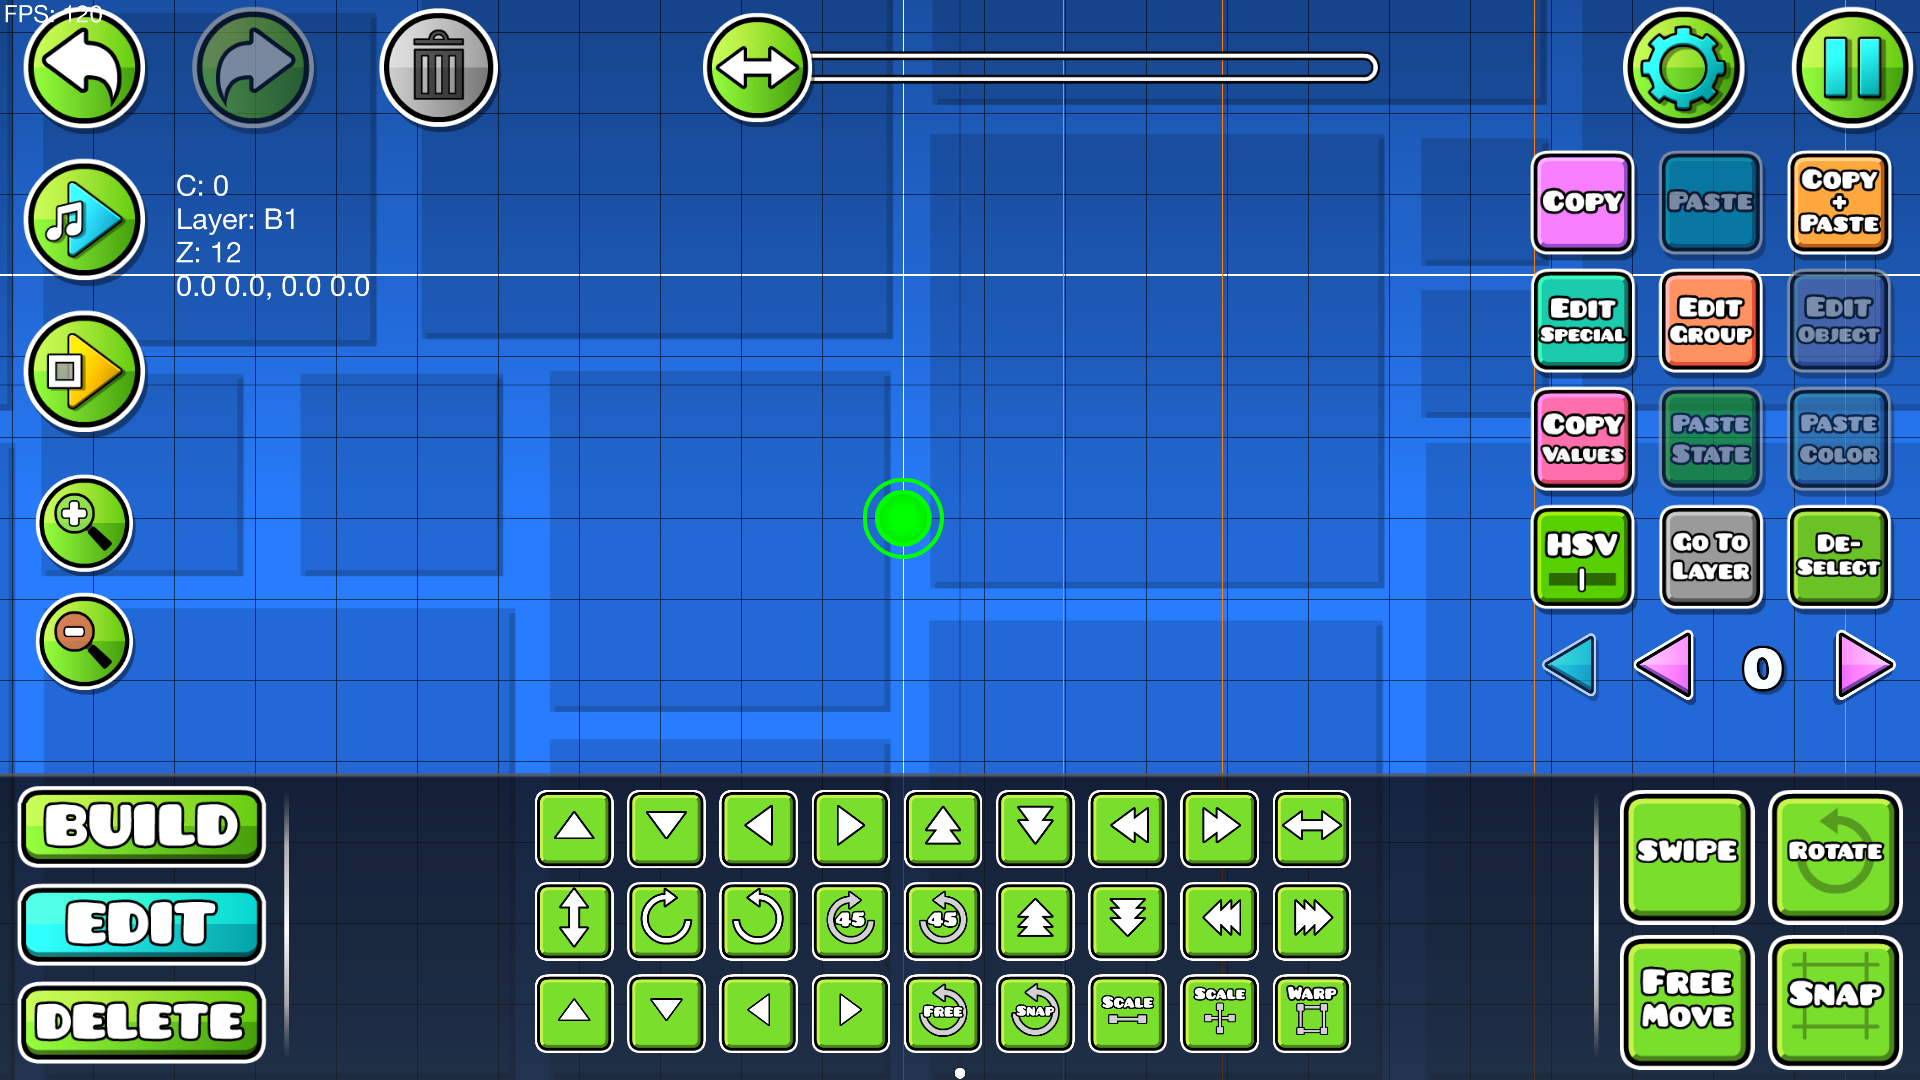 FPS: 120
C: 0
Layer: B1
Z: 12
0.0 0.0, 0.0 0.0
COPY
PASTE
COPY
+
PASTE
EDIT
SPECIAL
EDIT
GROUP
EDIT
OBJECT
COPY
VALUES
PASTE
STATE
PASTE
COLOR
HSV
GO TO
LAYER
DE-
SELECT
0
BUILD
EDIT
DELETE
45
45
FREE
SNAP
SCALE
SCALE
WARP
SWIPE
ROTATE
FREE
MOVE
SNAP